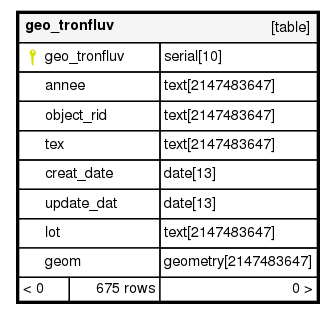 geo_tronfluv [table]
geo_tronfluv serial[10]
annee text[2147483647]
object_rid text[2147483647]
tex text[2147483647]
creat_date date[13]
update_dat date[13]
lot text[2147483647]
geom geometry[2147483647]
< 0 675 rows 0 >